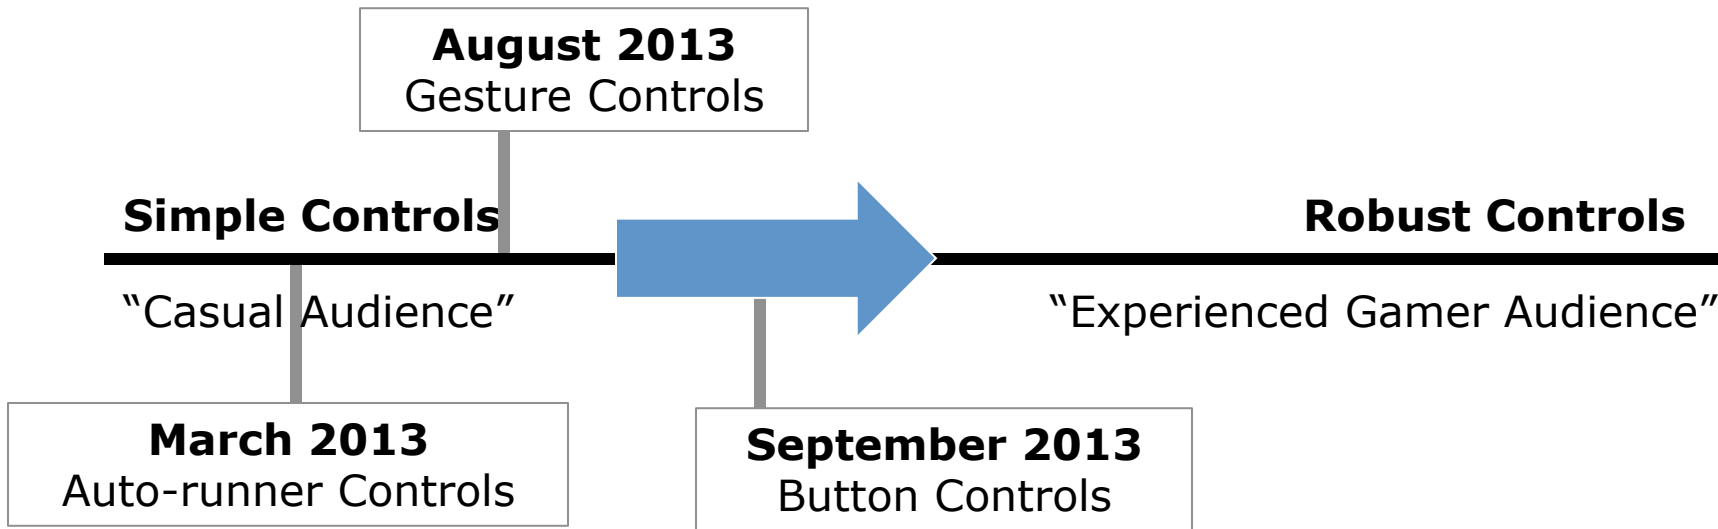 August 2013
Gesture Controls
Simple Controls
Robust Controls
“Casual Audience”
“Experienced Gamer Audience”
March 2013
Auto-runner Controls
September 2013
Button Controls